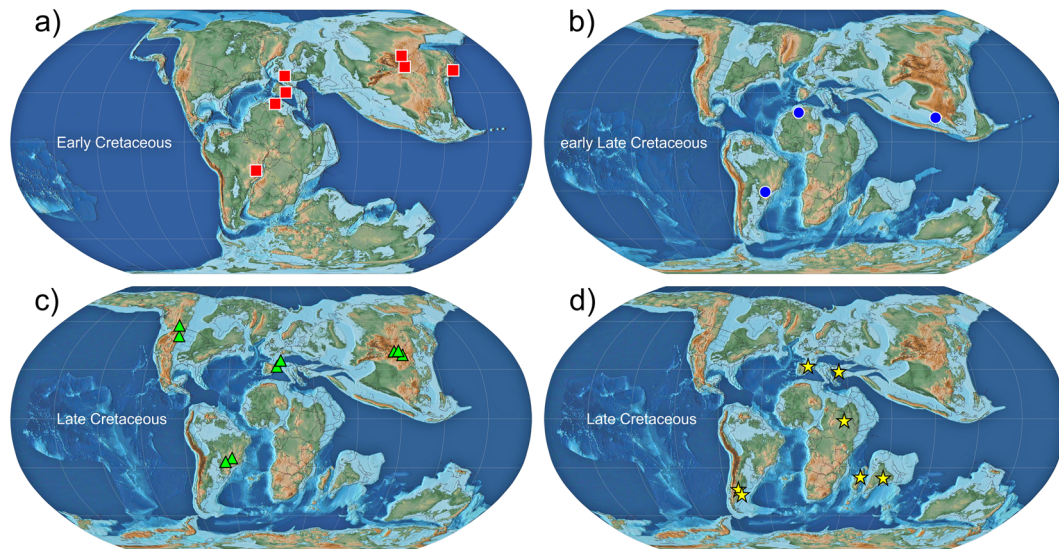 a)
Early Cretaceous
b)
early Late Cretaceous
c)
Late Cretaceous
d)
Late Cretaceous